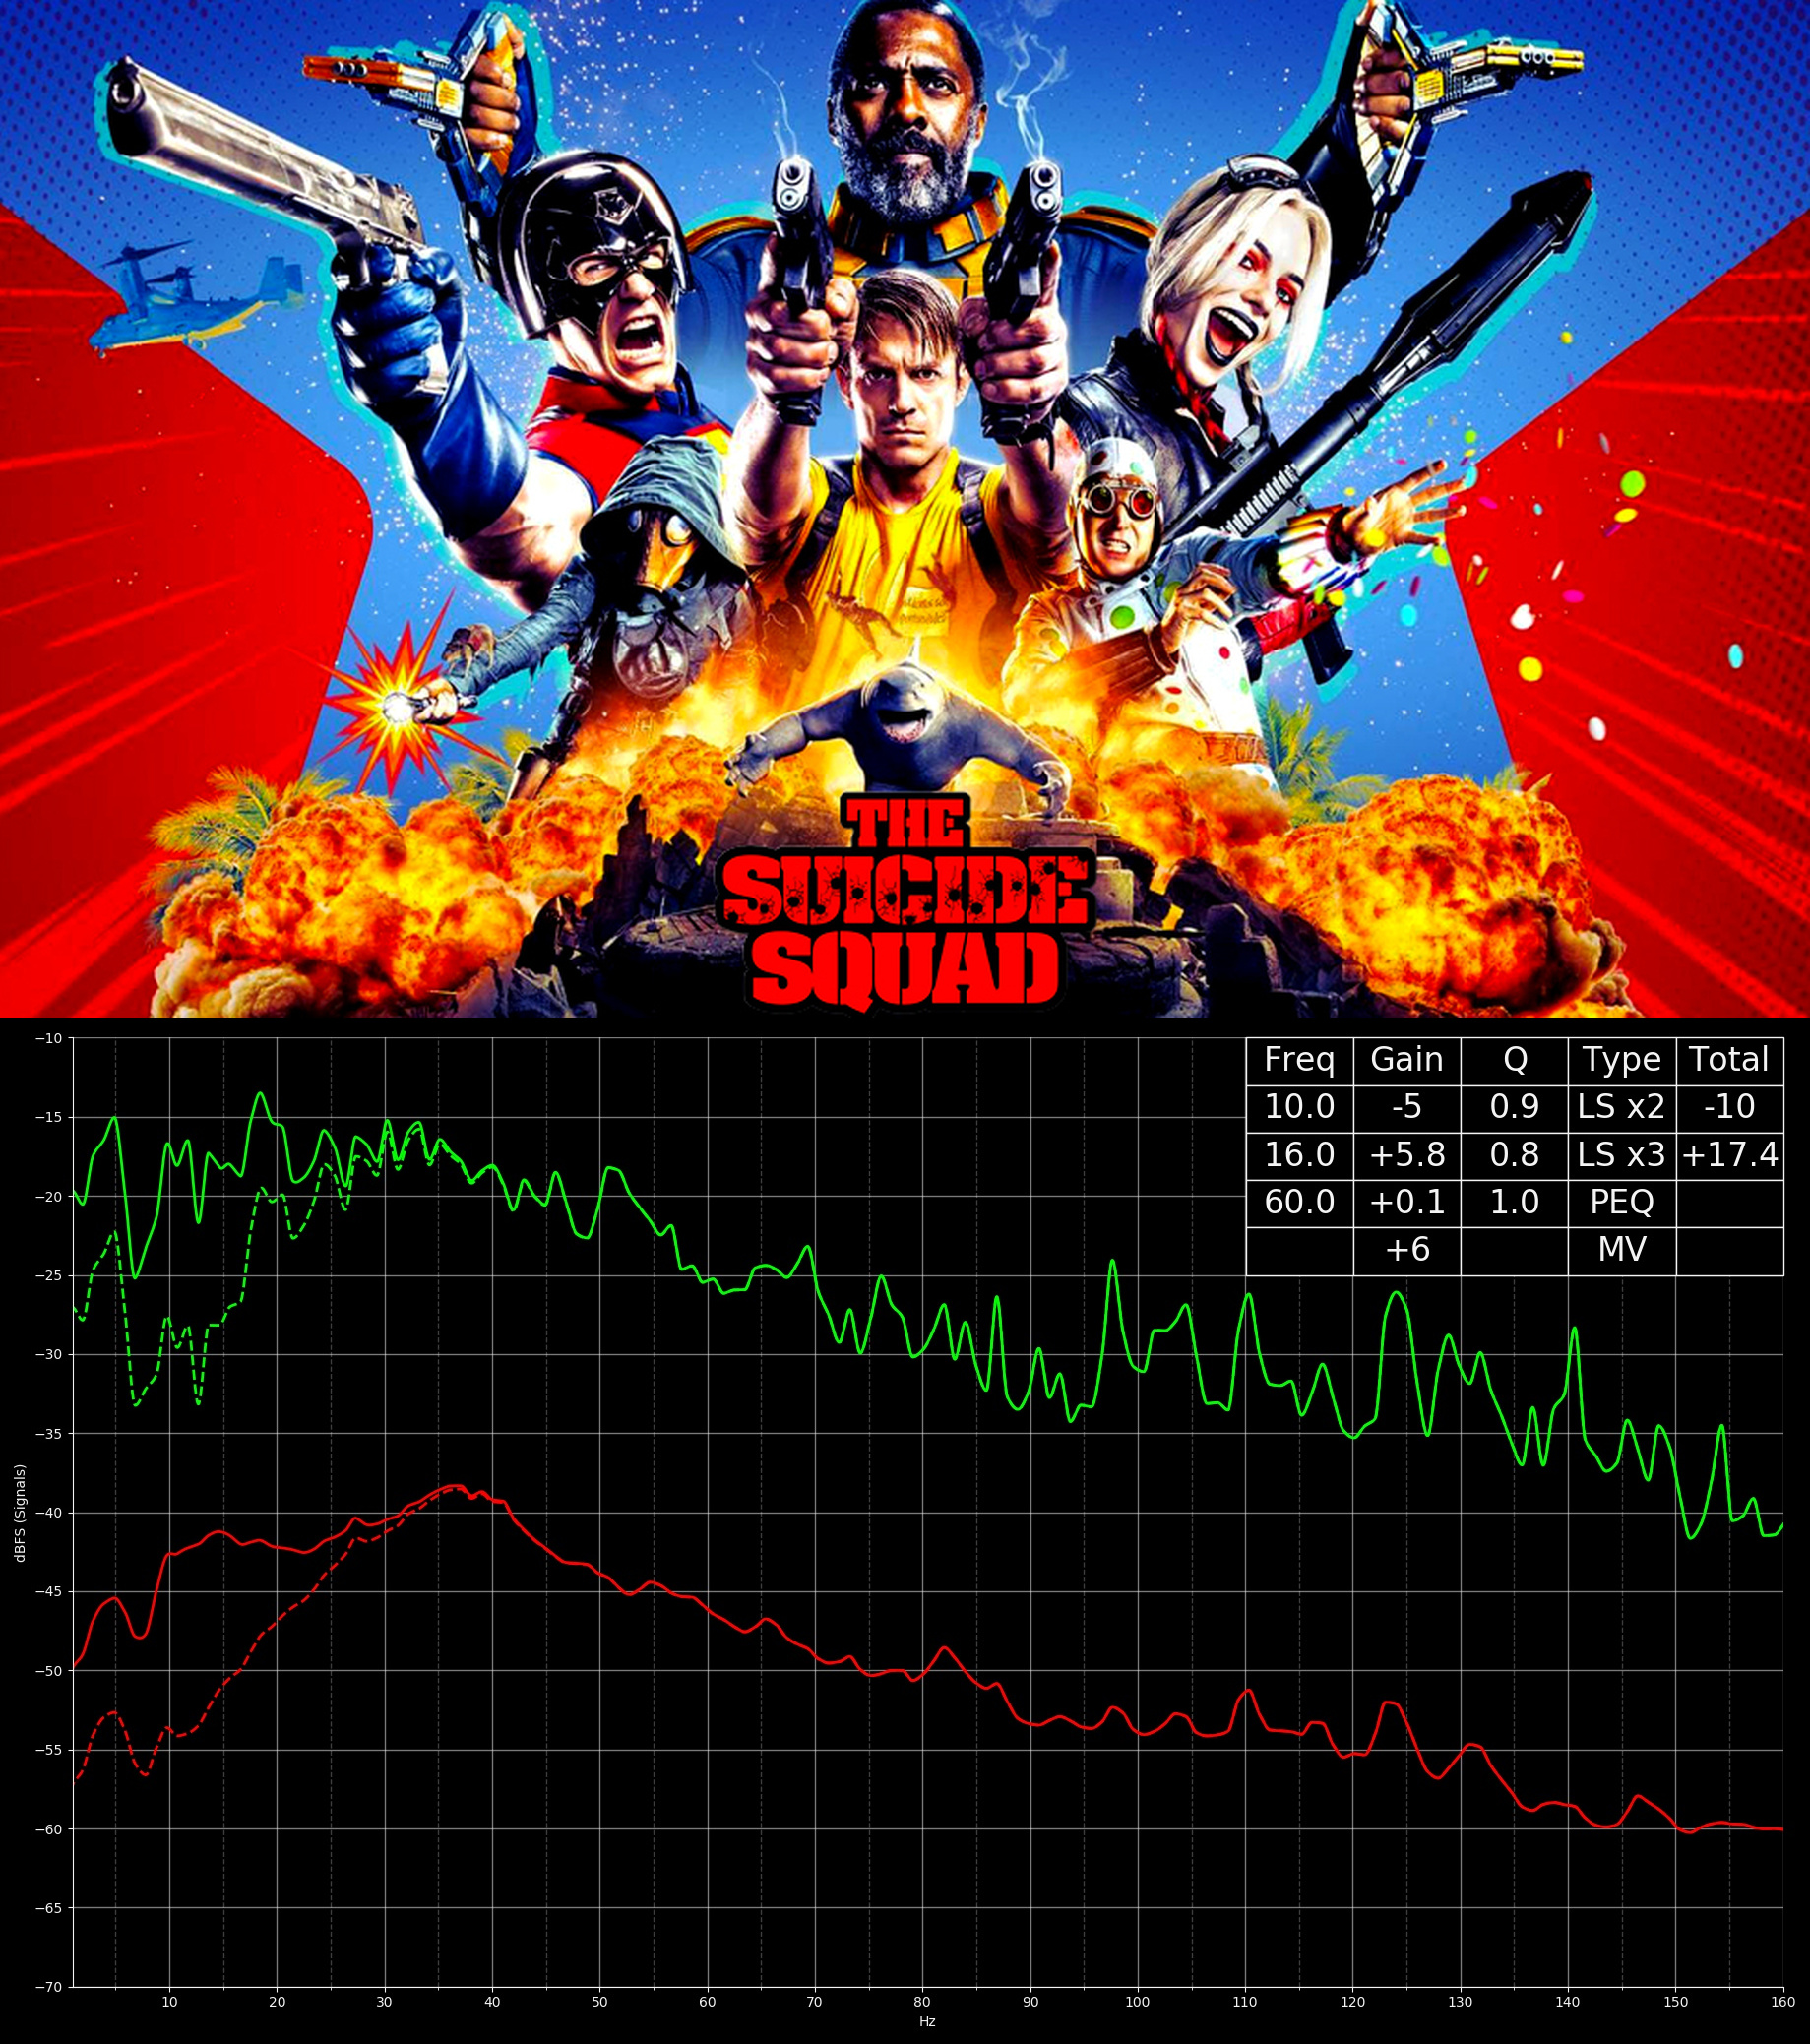 THE
SUICIDE
SQUAD
Freq Gain Q Type Total
10.0 -5 0.9 LS x2 -10
16.0 +5.8 0.8 LS x3 +17.4
60.0 +0.1 1.0 PEQ
+6 MV
−10
−15
−20
−25
−30
−35
−40
−45
−50
−55
−60
−65
−70
dBFS (Signals)
10 20 30 40 50 60 70 80 90 100 110 120 130 140 150 160
Hz